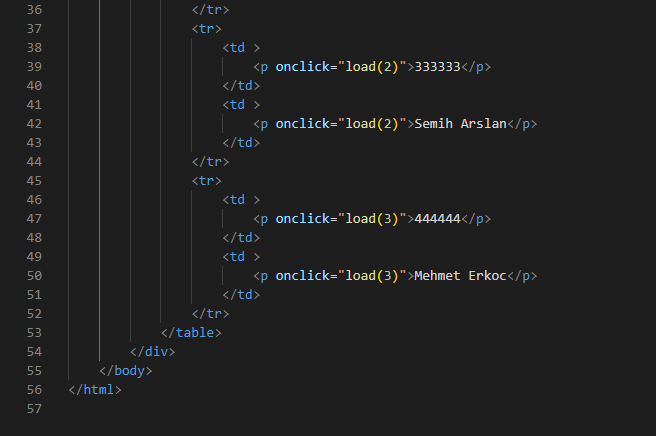 36 </tr>
37 <tr>
38 <td >
39 <p onclick="load(2)">333333</p>
40 </td>
41 <td >
42 <p onclick="load(2)">Semih Arslan</p>
43 </td>
44 </tr>
45 <tr>
46 <td >
47 <p onclick="load(3)">444444</p>
48 </td>
49 <td >
50 <p onclick="load(3)">Mehmet Erkoc</p>
51 </td>
52 </tr>
53 </table>
54 </div>
55 </body>
56 </html>
57